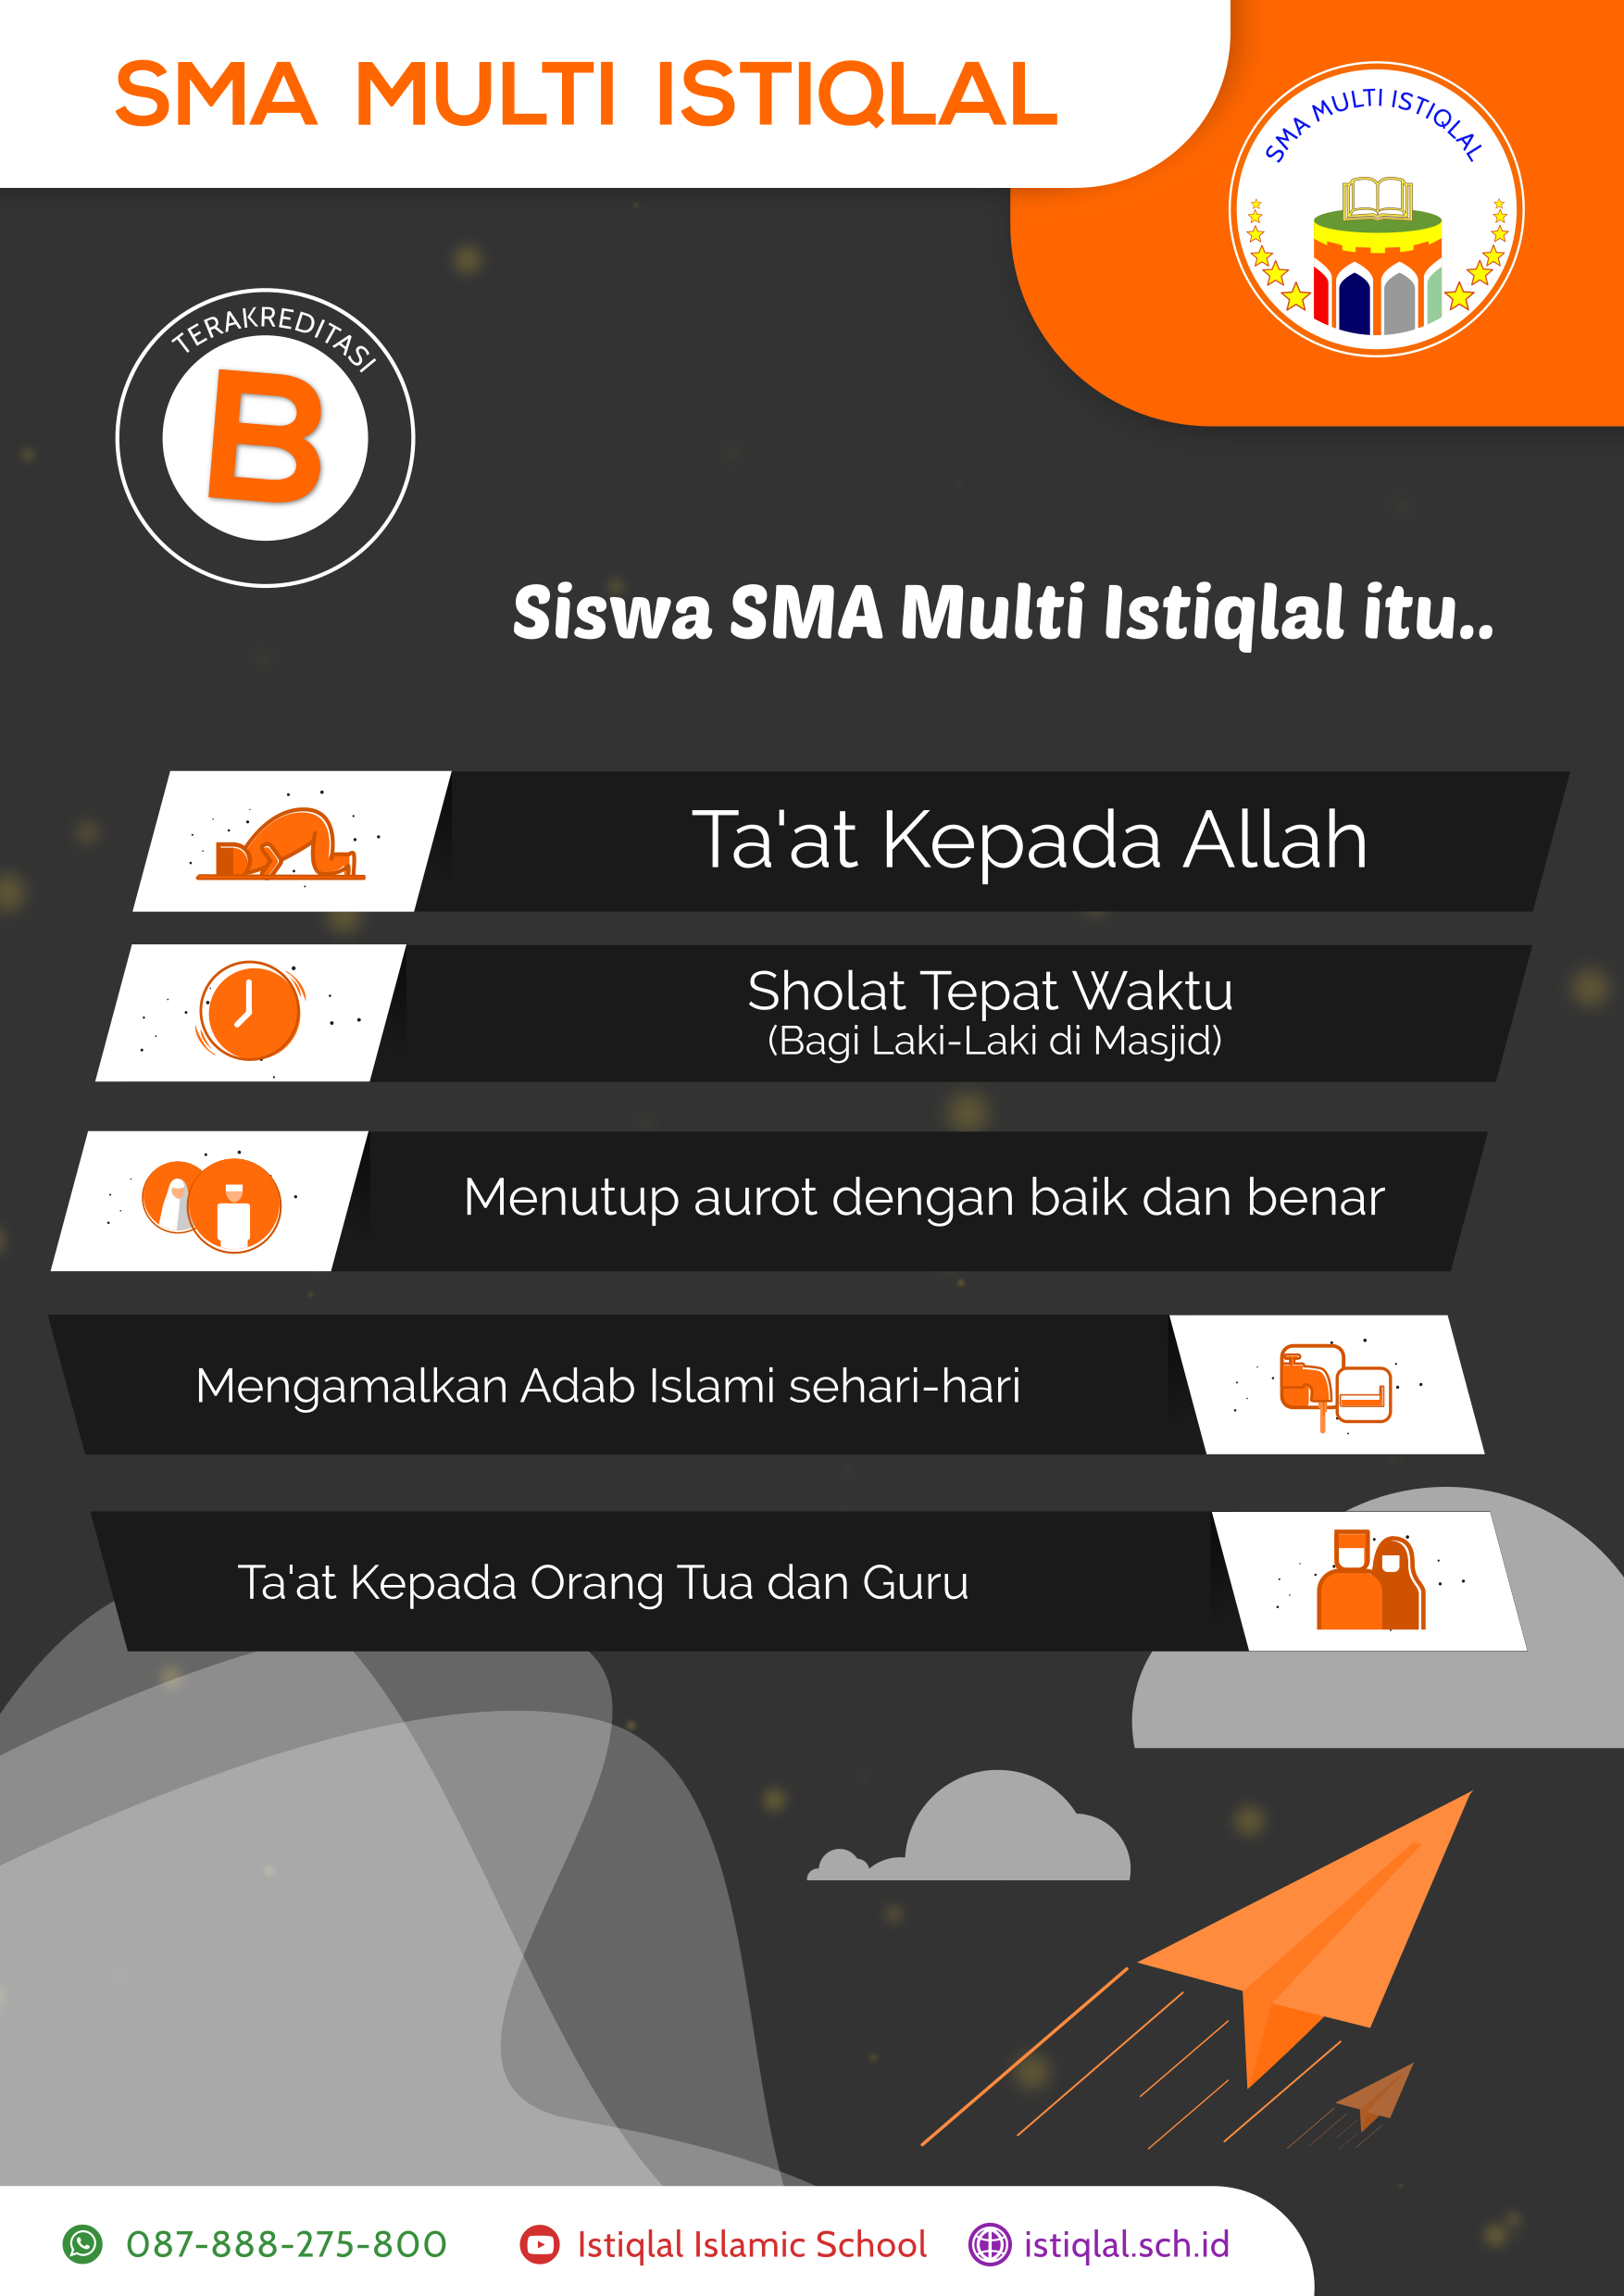 SMA MULTI ISTIQLAL
SMA MULTI ISTIQLAL
TERAKREDITASI
B
Siswa SMA Multi Istiqlal itu..
Ta'at Kepada Allah
Sholat Tepat Waktu
(Bagi Laki-Laki di Masjid)
Menutup aurot dengan baik dan benar
Mengamalkan Adab Islami sehari-hari
Ta'at Kepada Orang Tua dan Guru
087-888-275-800
Istiqlal Islamic School
istiqlal.sch.id